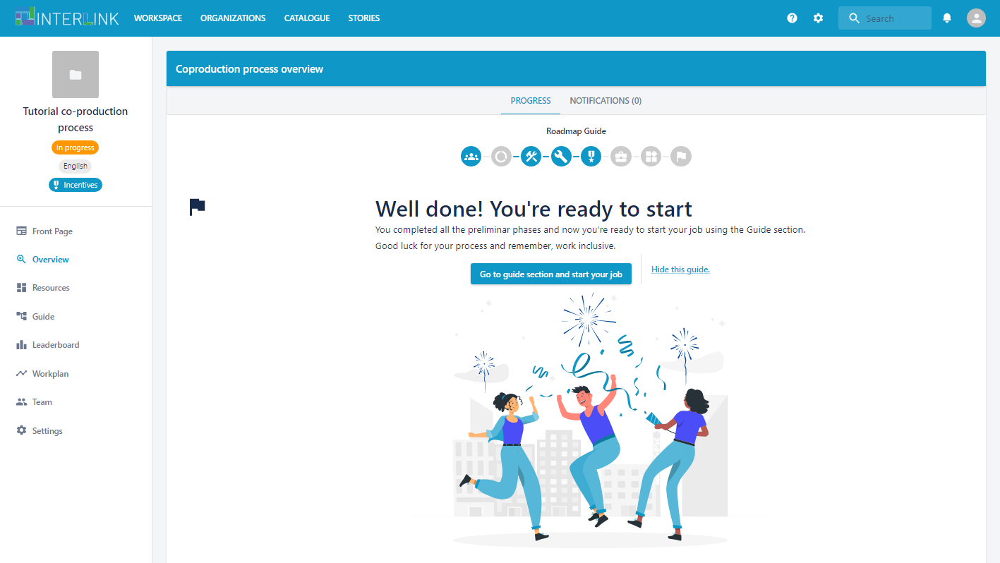 INTERLINK WORKSPACE ORGANIZATIONS CATALOGUE STORIES Search
Tutorial co-production
process
In progress
English
Incentives
Front Page
Overview
Resources
Guide
Leaderboard
Workplan
Team
Settings
Coproduction process overview
PROGRESS NOTIFICATIONS (0)
Roadmap Guide
Well done! You're ready to start
You completed all the preliminar phases and now you're ready to start your job using the Guide section.
Good luck for your process and remember, work inclusive.
Go to guide section and start your job Hide this guide.